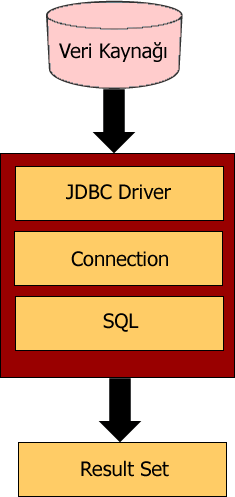 Veri Kaynağı
JDBC Driver
Connection
SQL
Result Set